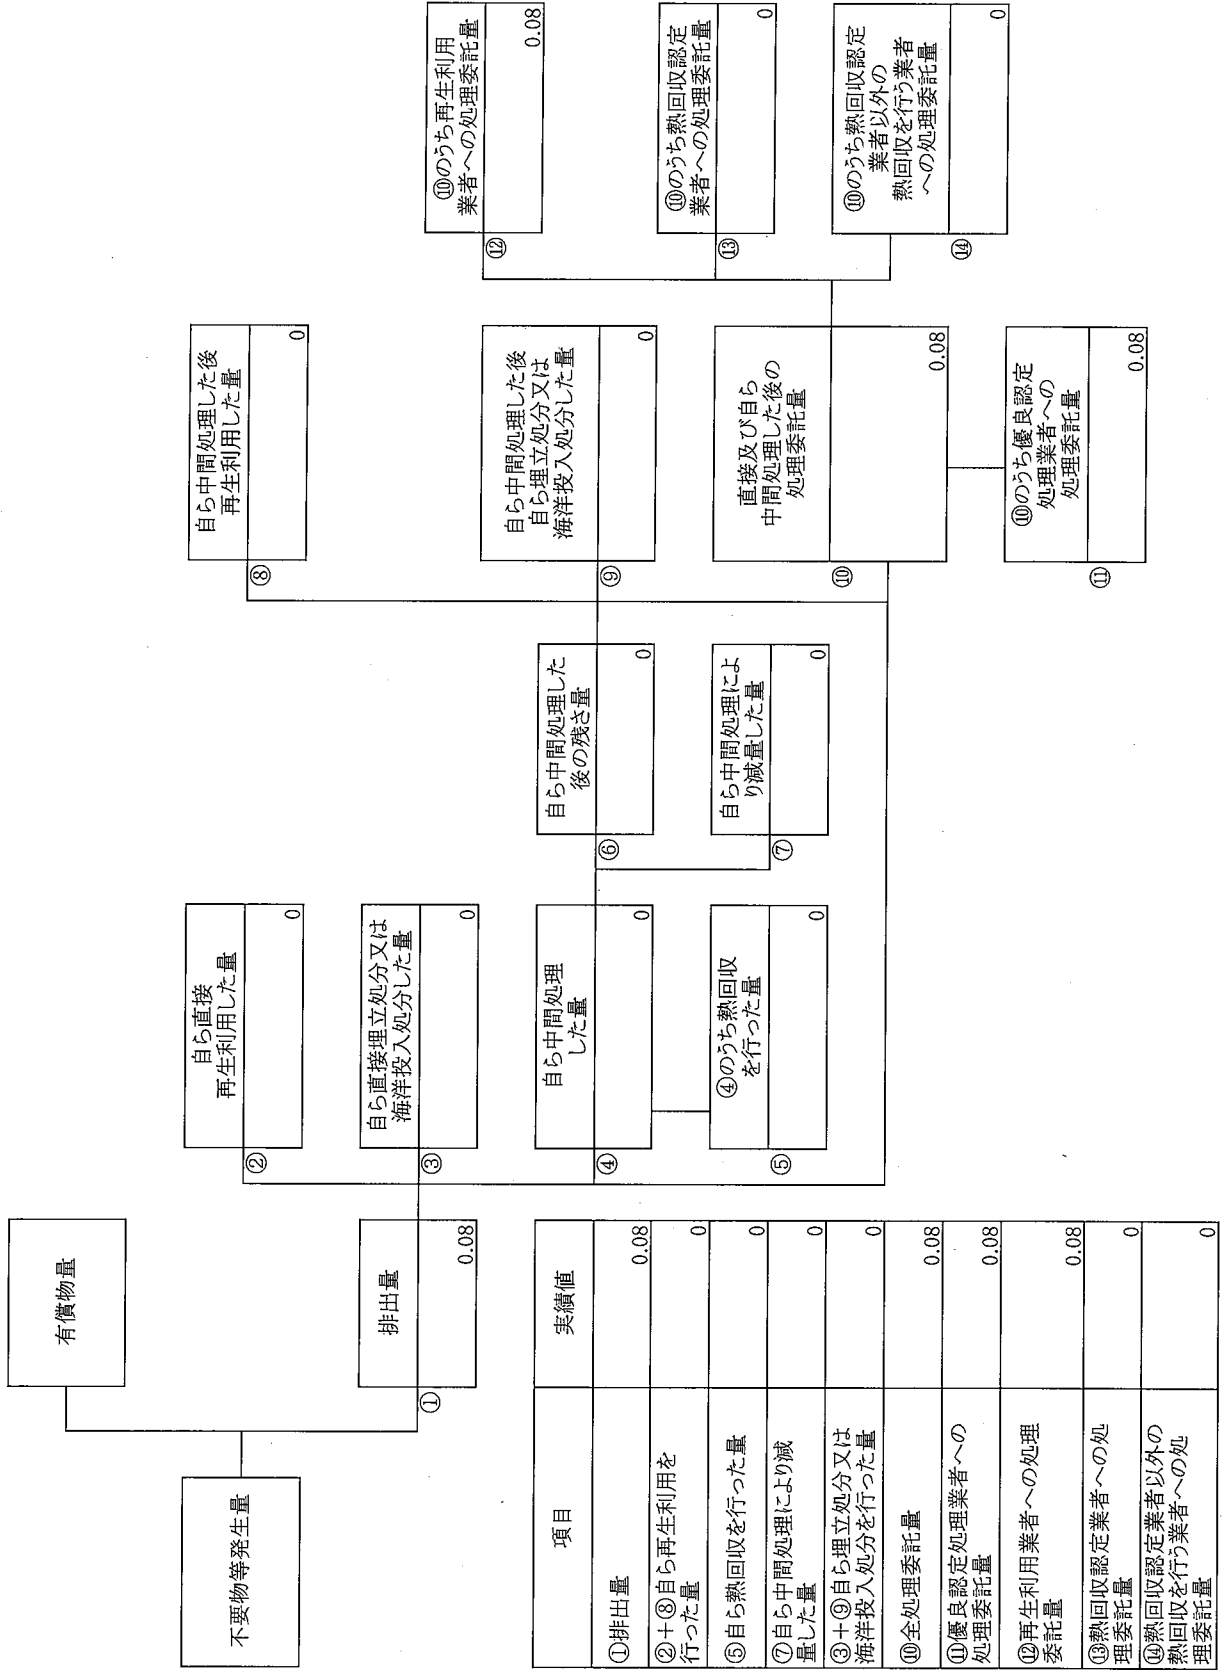 不要物等発生量
有償物量
①
排出量
0.08
②
自ら直接
再生利用した量
0
③
自ら直接埋立処分又は
海洋投入処分した量
0
④
自ら中間処理
した量
0
⑤
④のうち熱回収
を行った量
0
⑥
自ら中間処理した
後の残さ量
0
⑦
自ら中間処理によ
り減量した量
0
⑧
自ら中間処理した後
再生利用した量
0
⑨
自ら中間処理した後
自ら埋立処分又は
海洋投入処分した量
0
⑩
直接及び自ら
中間処理した後の
処理委託量
0.08
⑪
⑩のうち優良認定
処理業者への
処理委託量
0.08
⑫
⑩のうち再生利用
業者への処理委託量
0.08
⑬
⑩のうち熱回収認定
業者への処理委託量
0
⑭
⑩のうち熱回収認定
業者以外の
熱回収を行う業者
への処理委託量
0
項目 実績値
①排出量 0.08
②+⑧自ら再生利用を
行った量 0
⑤自ら熱回収を行った量 0
⑦自ら中間処理により減
量した量 0
③+⑨自ら埋立処分又は
海洋投入処分を行った量 0
⑩全処理委託量 0.08
⑪優良認定処理業者への
処理委託量 0.08
⑫再生利用業者への処理
委託量 0.08
⑬熱回収認定業者への処
理委託量 0
⑭熱回収認定業者以外の
熱回収を行う業者への処
理委託量 0